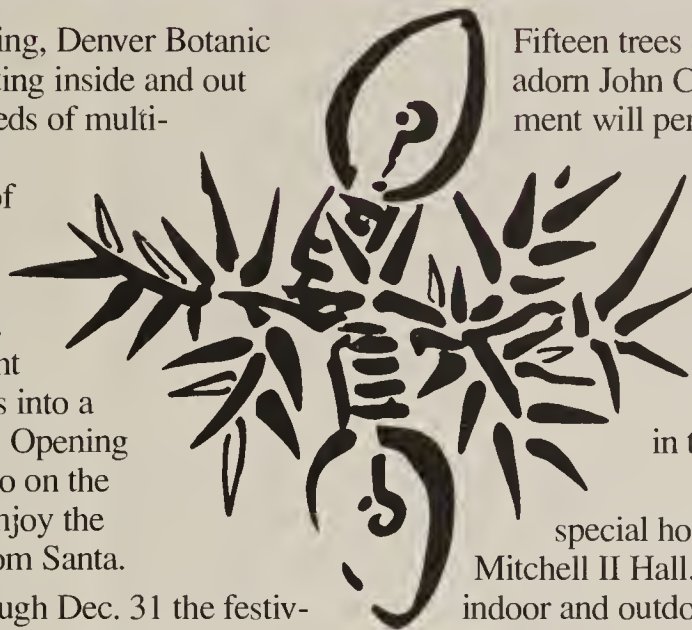 ing, Denver Botanic
ting inside and out
eds of multi-
of
nt
s into a
Opening
o on the
njoy the
om Santa.
ugh Dec. 31 the festiv-
Fifteen trees
adorn John C
ment will per
in t
special ho
Mitchell II Hall.
indoor and outdo